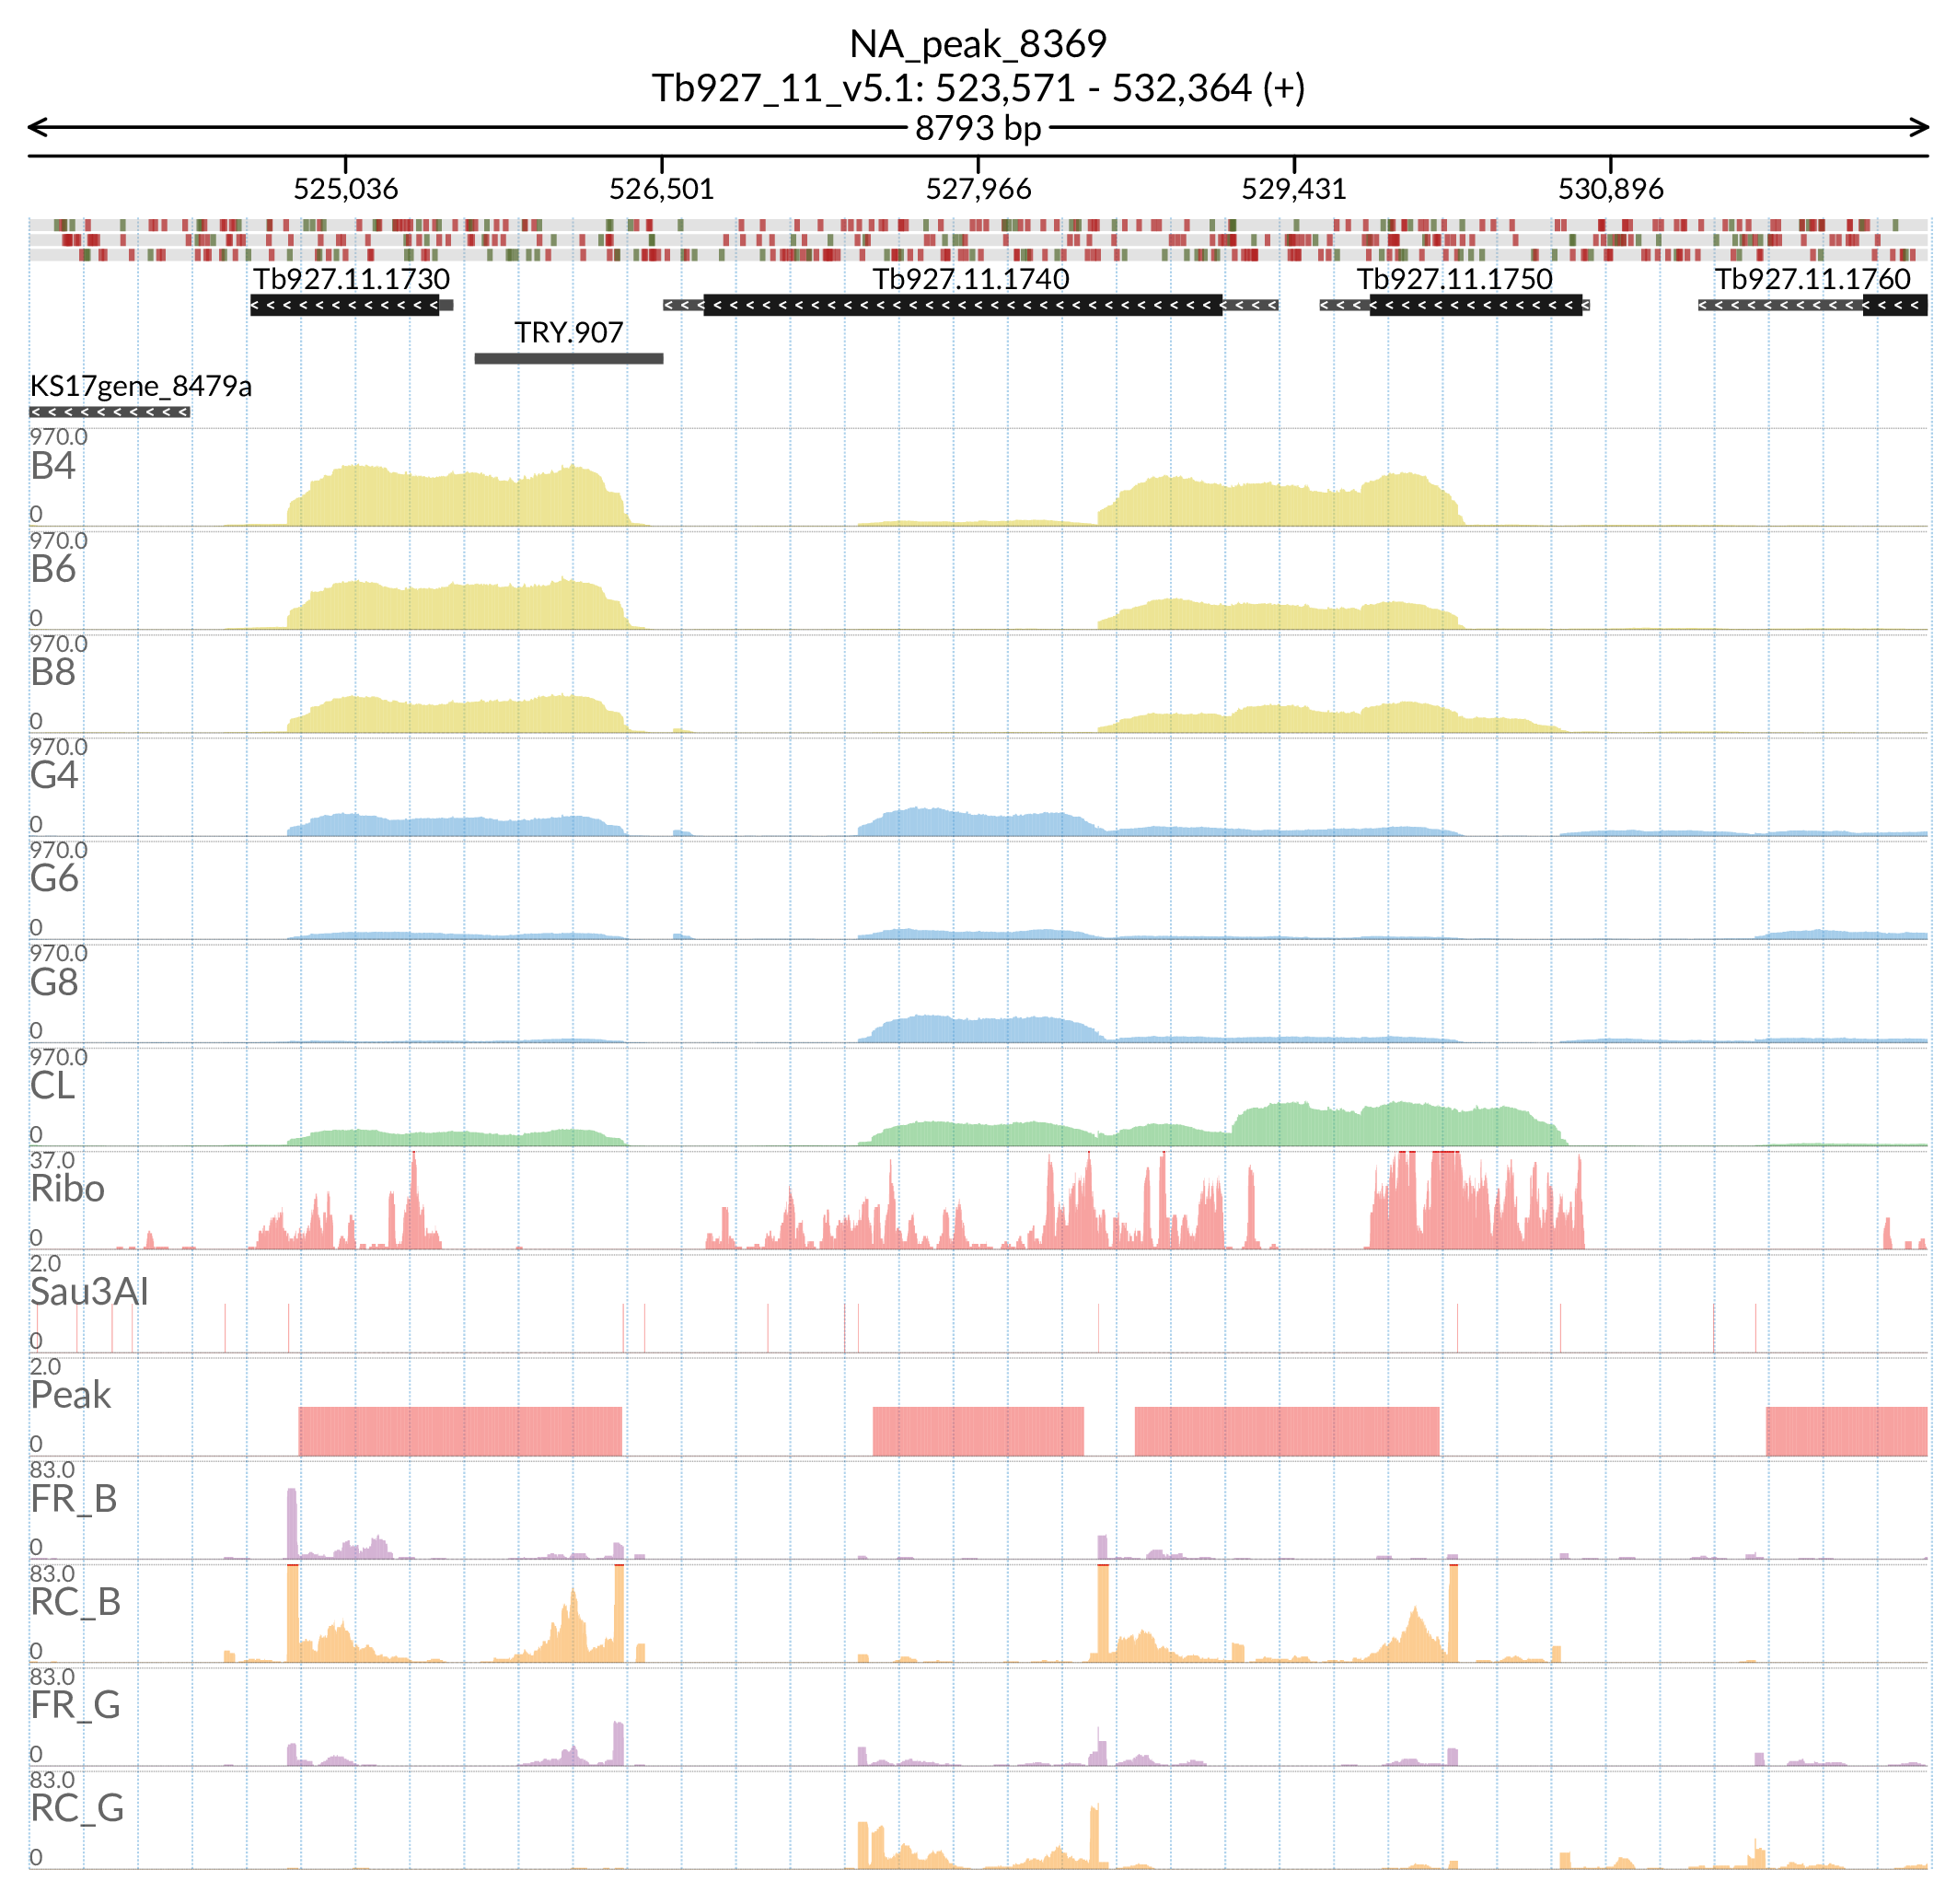 NA_peak_8369
Tb927_11_v5.1: 523,571 - 532,364 (+)
8793 bp
525,036 526,501 527,966 529,431 530,896
Tb927.11.1730 Tb927.11.1740 Tb927.11.1750 Tb927.11.1760
TRY.907
KS17gene_8479a
970.0
B4
0
970.0
B6
0
970.0
B8
0
970.0
G4
0
970.0
G6
0
970.0
G8
0
970.0
CL
0
37.0
Ribo
0
2.0
Sau3AI
0
2.0
Peak
0
83.0
FR_B
0
83.0
RC_B
0
83.0
FR_G
0
83.0
RC_G
0